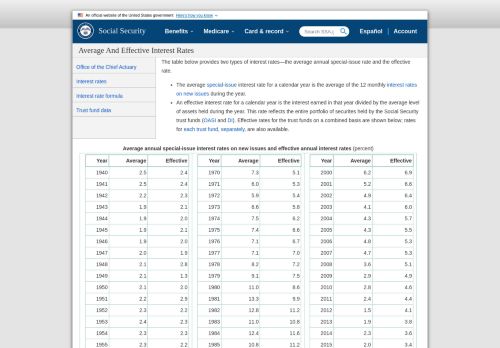 An official website of the United States government Here's how you know
Social Security
Benefits Medicare Card & record Search SSA.g Español Account
Average And Effective Interest Rates
Office of the Chief Actuary
Interest rates
Interest rate formula
Trust fund data
The table below provides two types of interest rates—the average annual special-issue rate and the effective
rate.
The average special-issue interest rate for a calendar year is the average of the 12 monthly interest rates
on new issues during the year.
An effective interest rate for a calendar year is the interest earned in that year divided by the average level
of assets held during the year. This rate reflects the entire portfolio of securities held by the Social Security
trust funds (OASI and DI). Effective rates for the trust funds on a combined basis are shown below; rates
for each trust fund, separately, are also available.
Average annual special-issue interest rates on new issues and effective annual interest rates (percent)
Year Average Effective Year Average Effective Year Average Effective
1940 2.5 2.4 1970 7.3 5.1 2000 6.2 6.9
1941 2.5 2.4 1971 6.0 5.3 2001 5.2 6.6
1942 2.2 2.3 1972 5.9 5.4 2002 4.9 6.4
1943 1.9 2.1 1973 6.6 5.8 2003 4.1 6.0
1944 1.9 2.0 1974 7.5 6.2 2004 4.3 5.7
1945 1.9 2.1 1975 7.4 6.6 2005 4.3 5.5
1946 1.9 2.0 1976 7.1 6.7 2006 4.8 5.3
1947 1.9 2.0 1977 7.1 7.0 2007 4.7 5.3
1948 2.1 2.8 1978 8.2 7.2 2008 3.6 5.1
1949 2.1 1.3 1979 9.1 7.5 2009 2.9 4.9
1950 2.1 2.0 1980 11.0 8.6 2010 2.8 4.6
1951 2.2 2.9 1981 13.3 9.9 2011 2.4 4.4
1952 2.3 2.2 1982 12.8 11.2 2012 1.5 4.1
1953 2.4 2.3 1983 11.0 10.8 2013 1.9 3.8
1954 2.3 2.3 1984 12.4 11.6 2014 2.3 3.6
1955 2.3 2.2 1985 10.8 11.2 2015 2.0 3.4